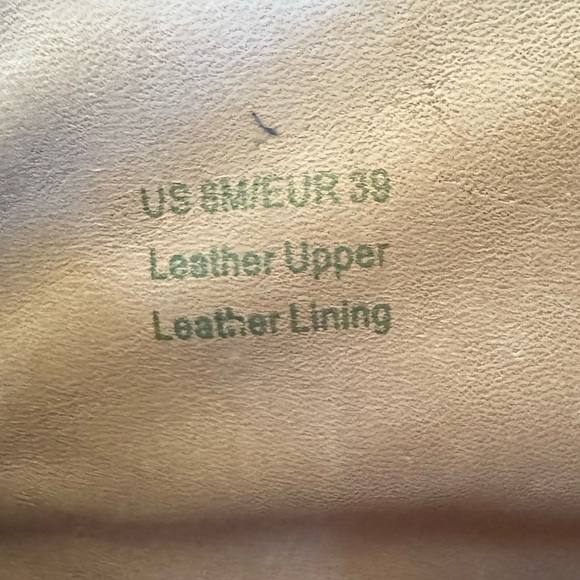 US 8M/EUR 39
Leather Upper
Leather Lining